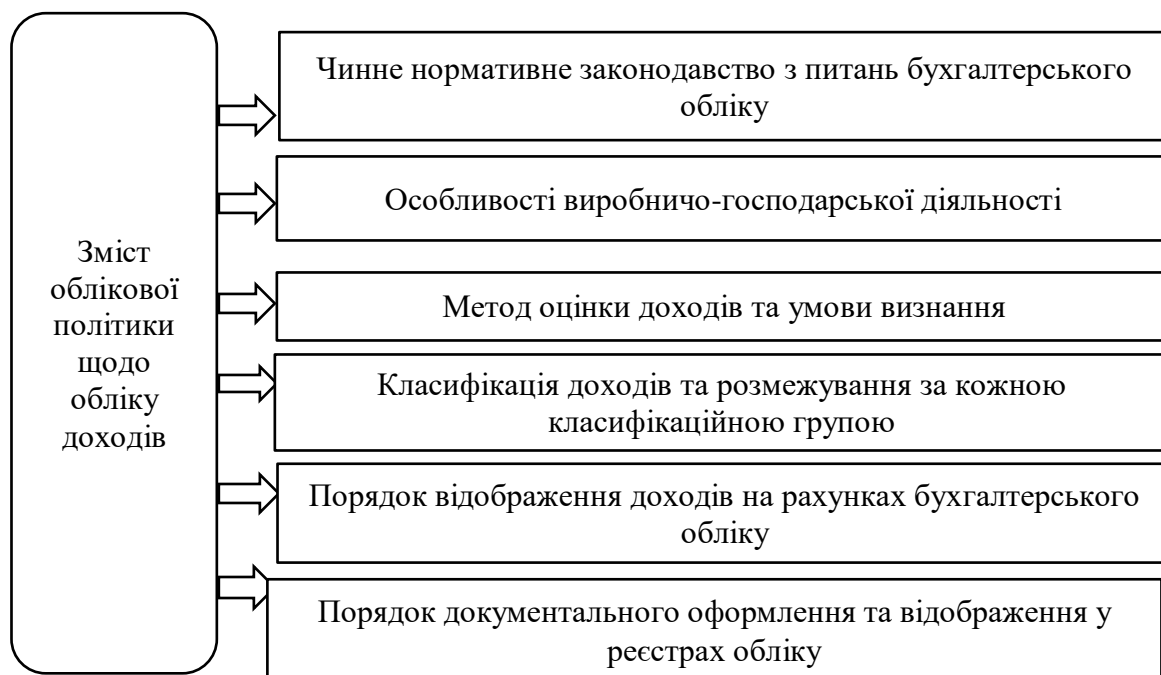 Зміст
облікової
політики
щодо
обліку
доходів
Чинне нормативне законодавство з питань бухгалтерського
обліку
Особливості виробничо-господарської діяльності
Метод оцінки доходів та умови визнання
Класифікація доходів та розмежування за кожною
класифікаційною групою
Порядок відображення доходів на рахунках бухгалтерського
обліку
Порядок документального оформлення та відображення у
реєстрах обліку